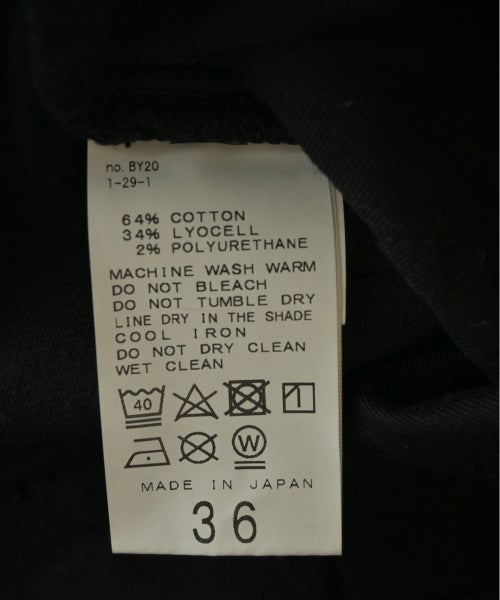 no. BY20
1-29-1
64% COTTON
34% LYOCELL
2% POLYURETHANE
MACHINE WASH WARM
DO NOT BLEACH
DO NOT TUMBLE DRY
LINE DRY IN THE SHADE
COOL IRON
DO NOT DRY CLEAN
WET CLEAN
40
W
MADE IN JAPAN
36